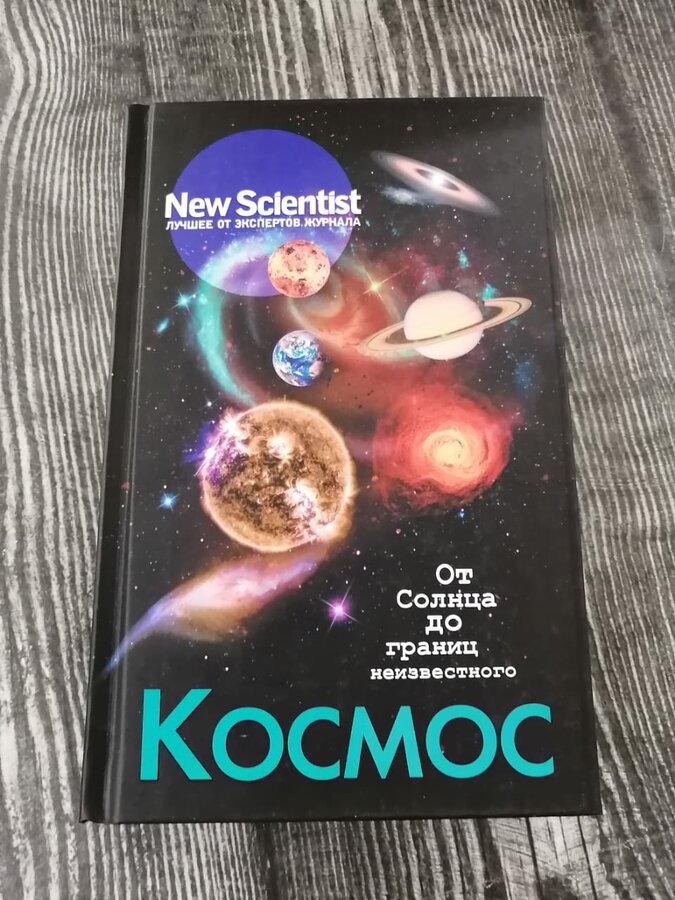 New Scientist
ЛУЧШЕЕ ОТ ЭКСПЕРТОВ ЖУРНАЛА
От
Солнца
до
границ
неизвестного
Космос